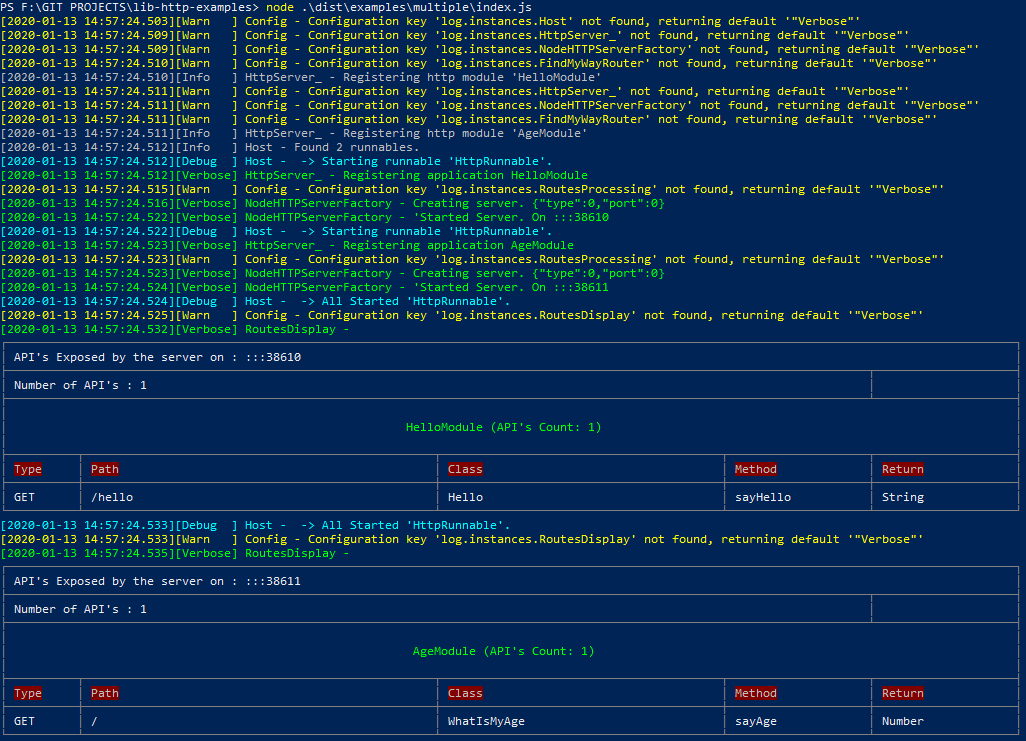 PS F:\GIT PROJECTS\lib-http-examples> node .\dist\examples\multiple\index.js
[2020-01-13 14:57:24.503][Warn   ] Config - Configuration key 'log.instances.Host' not found, returning default '"Verbose"'
[2020-01-13 14:57:24.509][Warn   ] Config - Configuration key 'log.instances.HttpServer_' not found, returning default '"Verbose"'
[2020-01-13 14:57:24.509][Warn   ] Config - Configuration key 'log.instances.NodeHTTPServerFactory' not found, returning default '"Verbose"'
[2020-01-13 14:57:24.510][Warn   ] Config - Configuration key 'log.instances.FindMyWayRouter' not found, returning default '"Verbose"'
[2020-01-13 14:57:24.510][Info   ] HttpServer_ - Registering http module 'HelloModule'
[2020-01-13 14:57:24.511][Warn   ] Config - Configuration key 'log.instances.HttpServer_' not found, returning default '"Verbose"'
[2020-01-13 14:57:24.511][Warn   ] Config - Configuration key 'log.instances.NodeHTTPServerFactory' not found, returning default '"Verbose"'
[2020-01-13 14:57:24.511][Warn   ] Config - Configuration key 'log.instances.FindMyWayRouter' not found, returning default '"Verbose"'
[2020-01-13 14:57:24.511][Info   ] HttpServer_ - Registering http module 'AgeModule'
[2020-01-13 14:57:24.512][Info   ] Host - Found 2 runnables.
[2020-01-13 14:57:24.512][Debug  ] Host -  -> Starting runnable 'HttpRunnable'.
[2020-01-13 14:57:24.512][Verbose] HttpServer_ - Registering application HelloModule
[2020-01-13 14:57:24.515][Warn   ] Config - Configuration key 'log.instances.RoutesProcessing' not found, returning default '"Verbose"'
[2020-01-13 14:57:24.516][Verbose] NodeHTTPServerFactory - Creating server. {"type":0,"port":0}
[2020-01-13 14:57:24.522][Verbose] NodeHTTPServerFactory - 'Started Server. On :::38610
[2020-01-13 14:57:24.522][Debug  ] Host -  -> Starting runnable 'HttpRunnable'.
[2020-01-13 14:57:24.523][Verbose] HttpServer_ - Registering application AgeModule
[2020-01-13 14:57:24.523][Warn   ] Config - Configuration key 'log.instances.RoutesProcessing' not found, returning default '"Verbose"'
[2020-01-13 14:57:24.523][Verbose] NodeHTTPServerFactory - Creating server. {"type":0,"port":0}
[2020-01-13 14:57:24.524][Verbose] NodeHTTPServerFactory - 'Started Server. On :::38611
[2020-01-13 14:57:24.524][Debug  ] Host -  -> All Started 'HttpRunnable'.
[2020-01-13 14:57:24.525][Warn   ] Config - Configuration key 'log.instances.RoutesDisplay' not found, returning default '"Verbose"'
[2020-01-13 14:57:24.532][Verbose] RoutesDisplay -
API's Exposed by the server on : :::38610
Number of API's : 1
HelloModule (API's Count: 1)
Type Path Class Method Return
GET /hello Hello sayHello String
[2020-01-13 14:57:24.533][Debug  ] Host -  -> All Started 'HttpRunnable'.
[2020-01-13 14:57:24.533][Warn   ] Config - Configuration key 'log.instances.RoutesDisplay' not found, returning default '"Verbose"'
[2020-01-13 14:57:24.535][Verbose] RoutesDisplay -
API's Exposed by the server on : :::38611
Number of API's : 1
AgeModule (API's Count: 1)
Type Path Class Method Return
GET / WhatIsMyAge sayAge Number